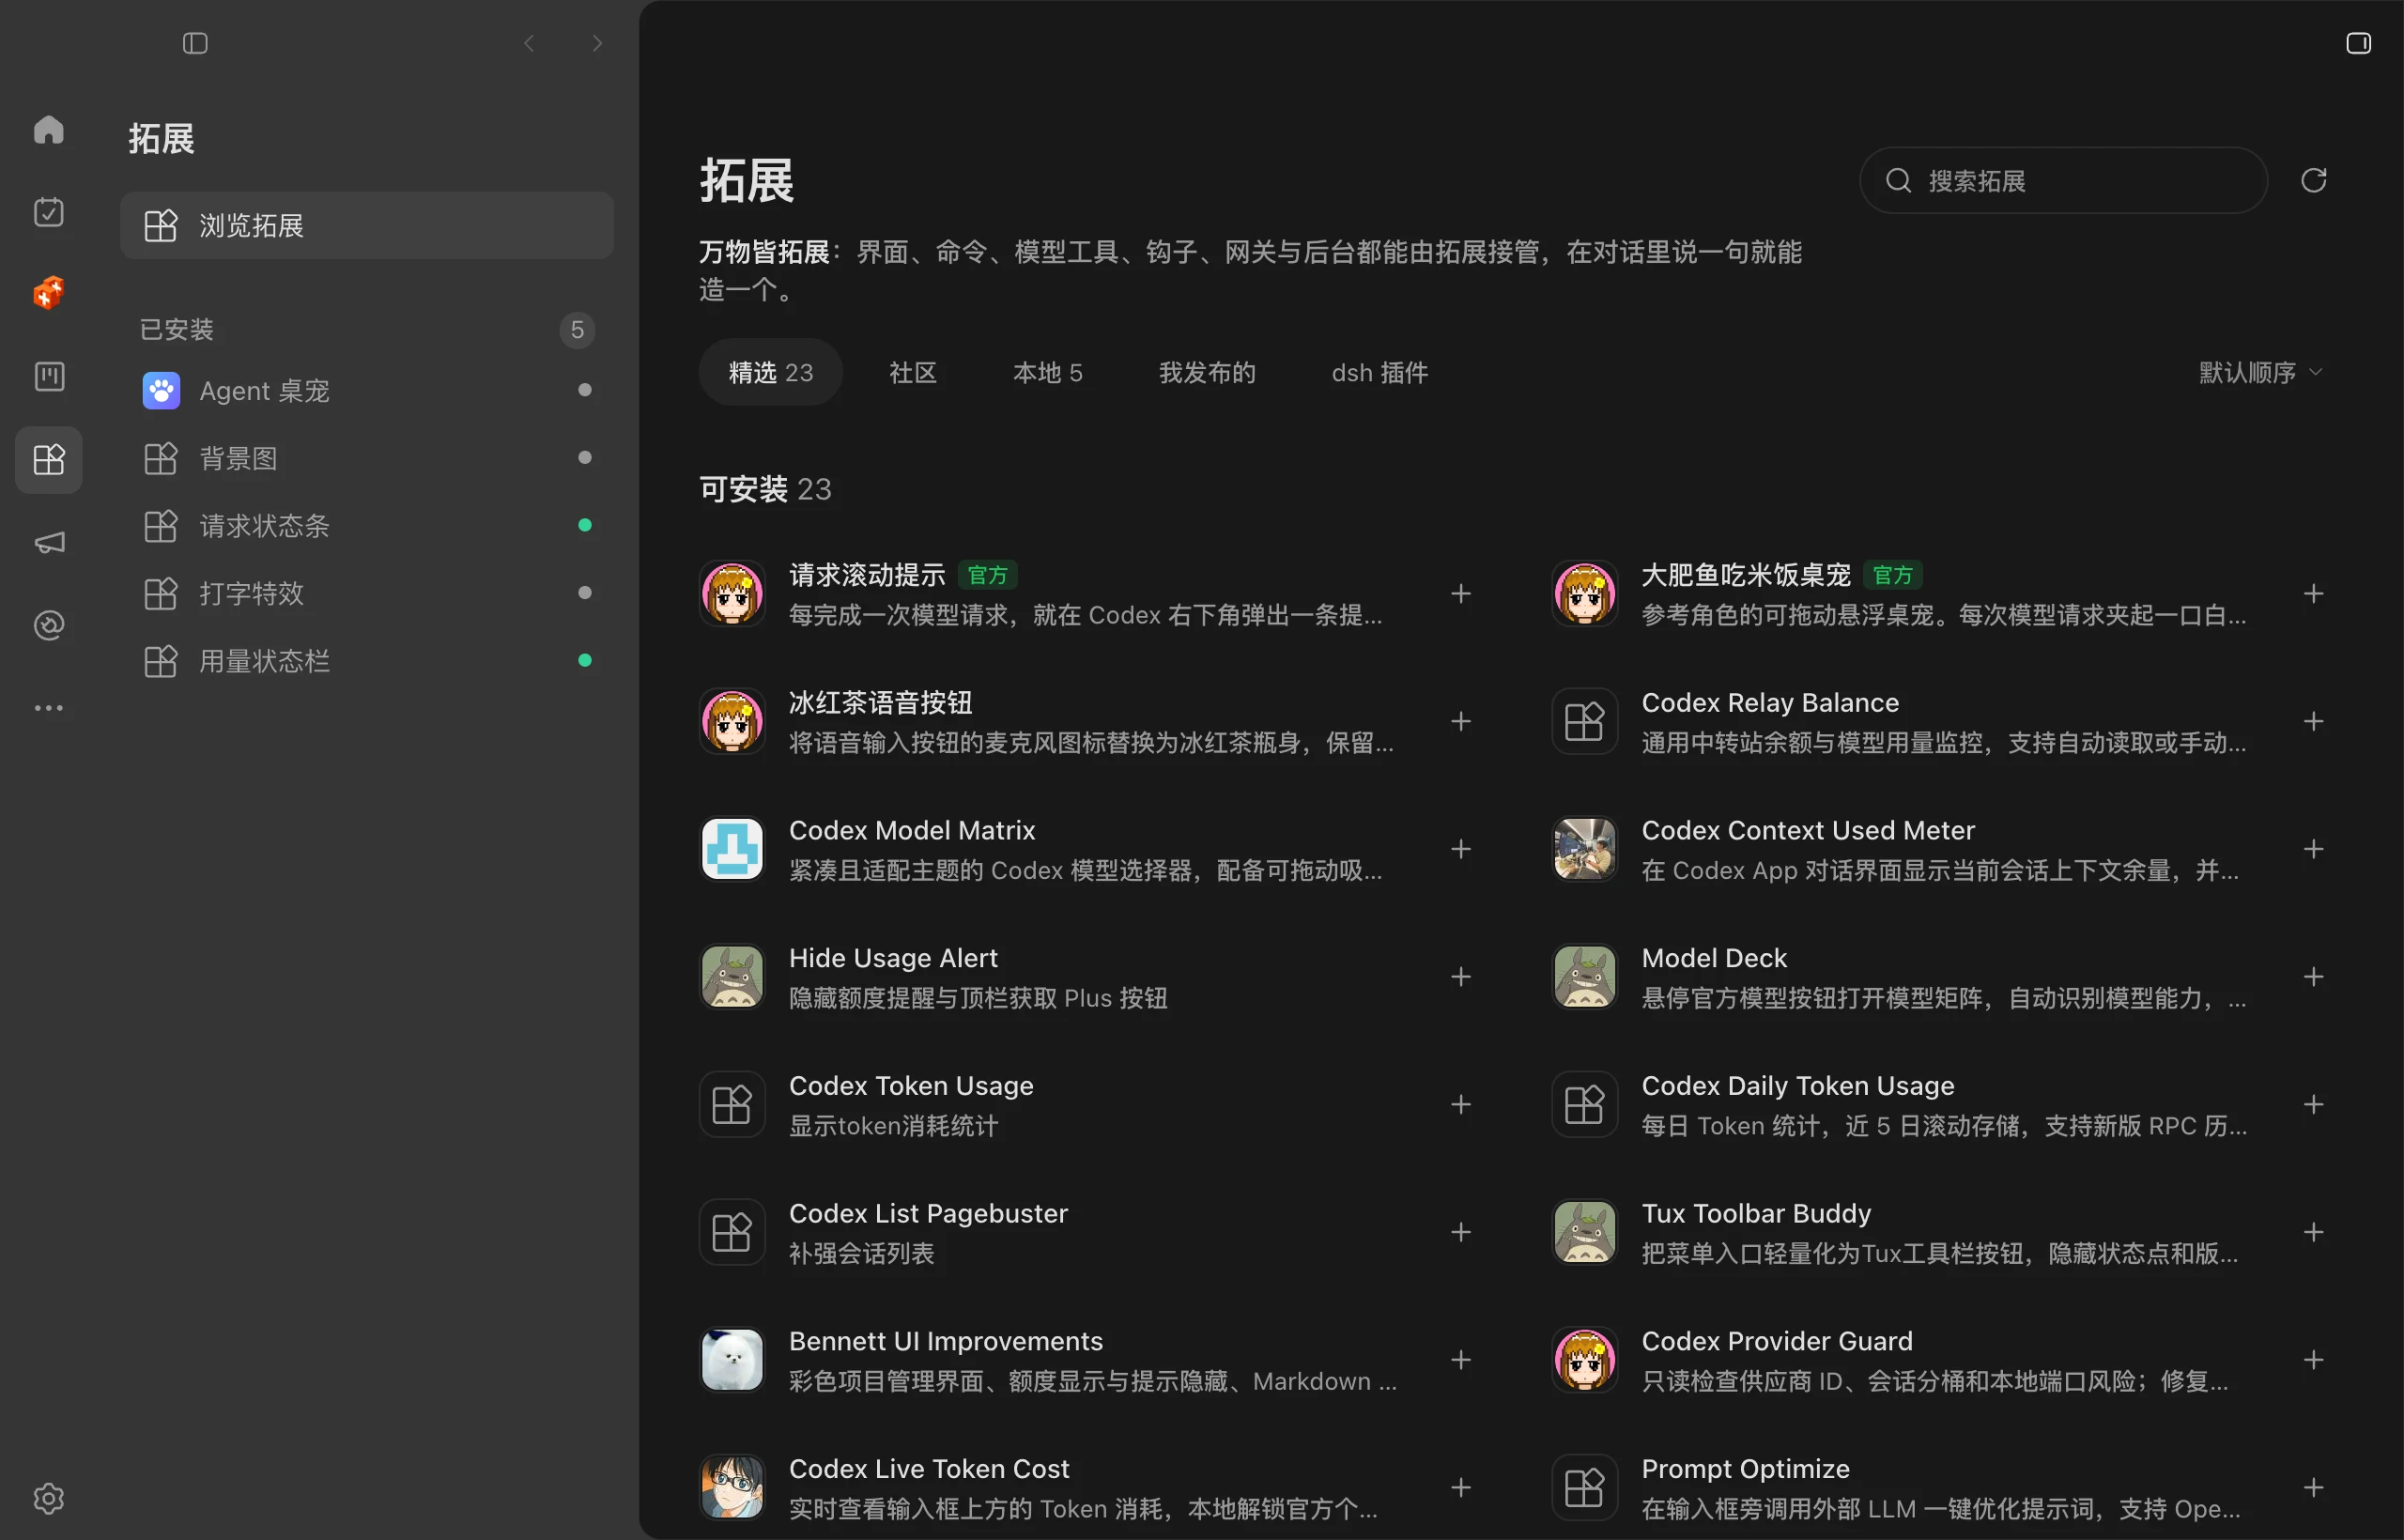 拓展
浏览拓展
已安装 5
Agent 桌宠
背景图
请求状态条
打字特效
用量状态栏
拓展
搜索拓展
万物皆拓展：界面、命令、模型工具、钩子、网关与后台都能由拓展接管，在对话里说一句就能
造一个。
精选 23 社区 本地 5 我发布的 dsh 插件 默认顺序
可安装 23
请求滚动提示 官方
每完成一次模型请求，就在 Codex 右下角弹出一条提...
大肥鱼吃米饭桌宠 官方
参考角色的可拖动悬浮桌宠。每次模型请求夹起一口白...
冰红茶语音按钮
将语音输入按钮的麦克风图标替换为冰红茶瓶身，保留...
Codex Relay Balance
通用中转站余额与模型用量监控，支持自动读取或手动...
Codex Model Matrix
紧凑且适配主题的 Codex 模型选择器，配备可拖动吸...
Codex Context Used Meter
在 Codex App 对话界面显示当前会话上下文余量，并...
Hide Usage Alert
隐藏额度提醒与顶栏获取 Plus 按钮
Model Deck
悬停官方模型按钮打开模型矩阵，自动识别模型能力，...
Codex Token Usage
显示token消耗统计
Codex Daily Token Usage
每日 Token 统计，近 5 日滚动存储，支持新版 RPC 历...
Codex List Pagebuster
补强会话列表
Tux Toolbar Buddy
把菜单入口轻量化为Tux工具栏按钮，隐藏状态点和版...
Bennett UI Improvements
彩色项目管理界面、额度显示与提示隐藏、Markdown ...
Codex Provider Guard
只读检查供应商 ID、会话分桶和本地端口风险；修复...
Codex Live Token Cost
实时查看输入框上方的 Token 消耗，本地解锁官方个...
Prompt Optimize
在输入框旁调用外部 LLM 一键优化提示词，支持 Ope...